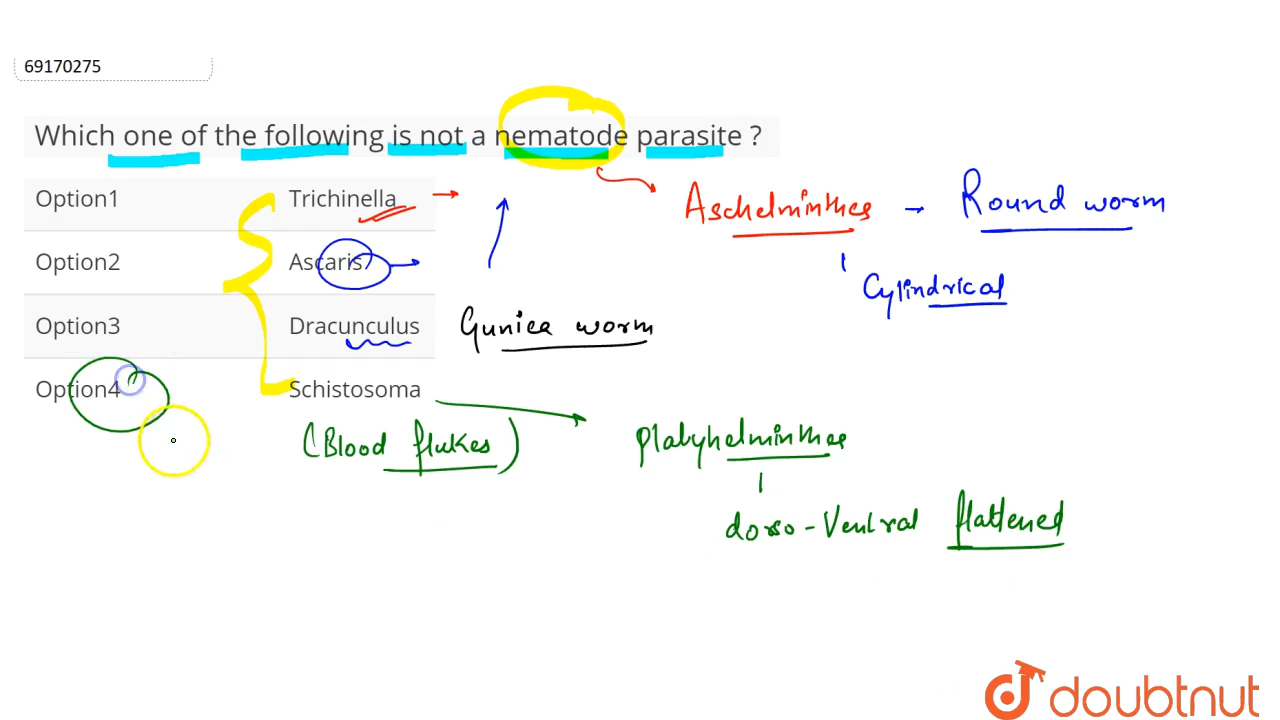 69170275
Which one of the following is not a nematode parasite ?
Option1 Trichinella
Aschelminthes - Round worm
Option2 Ascaris
Cylindrical
Option3 Dracunculus Gunica worm
Option4 Schistosoma
(Blood flukes) Platyhelminthes
dorso-Ventral flattened
doubtnut